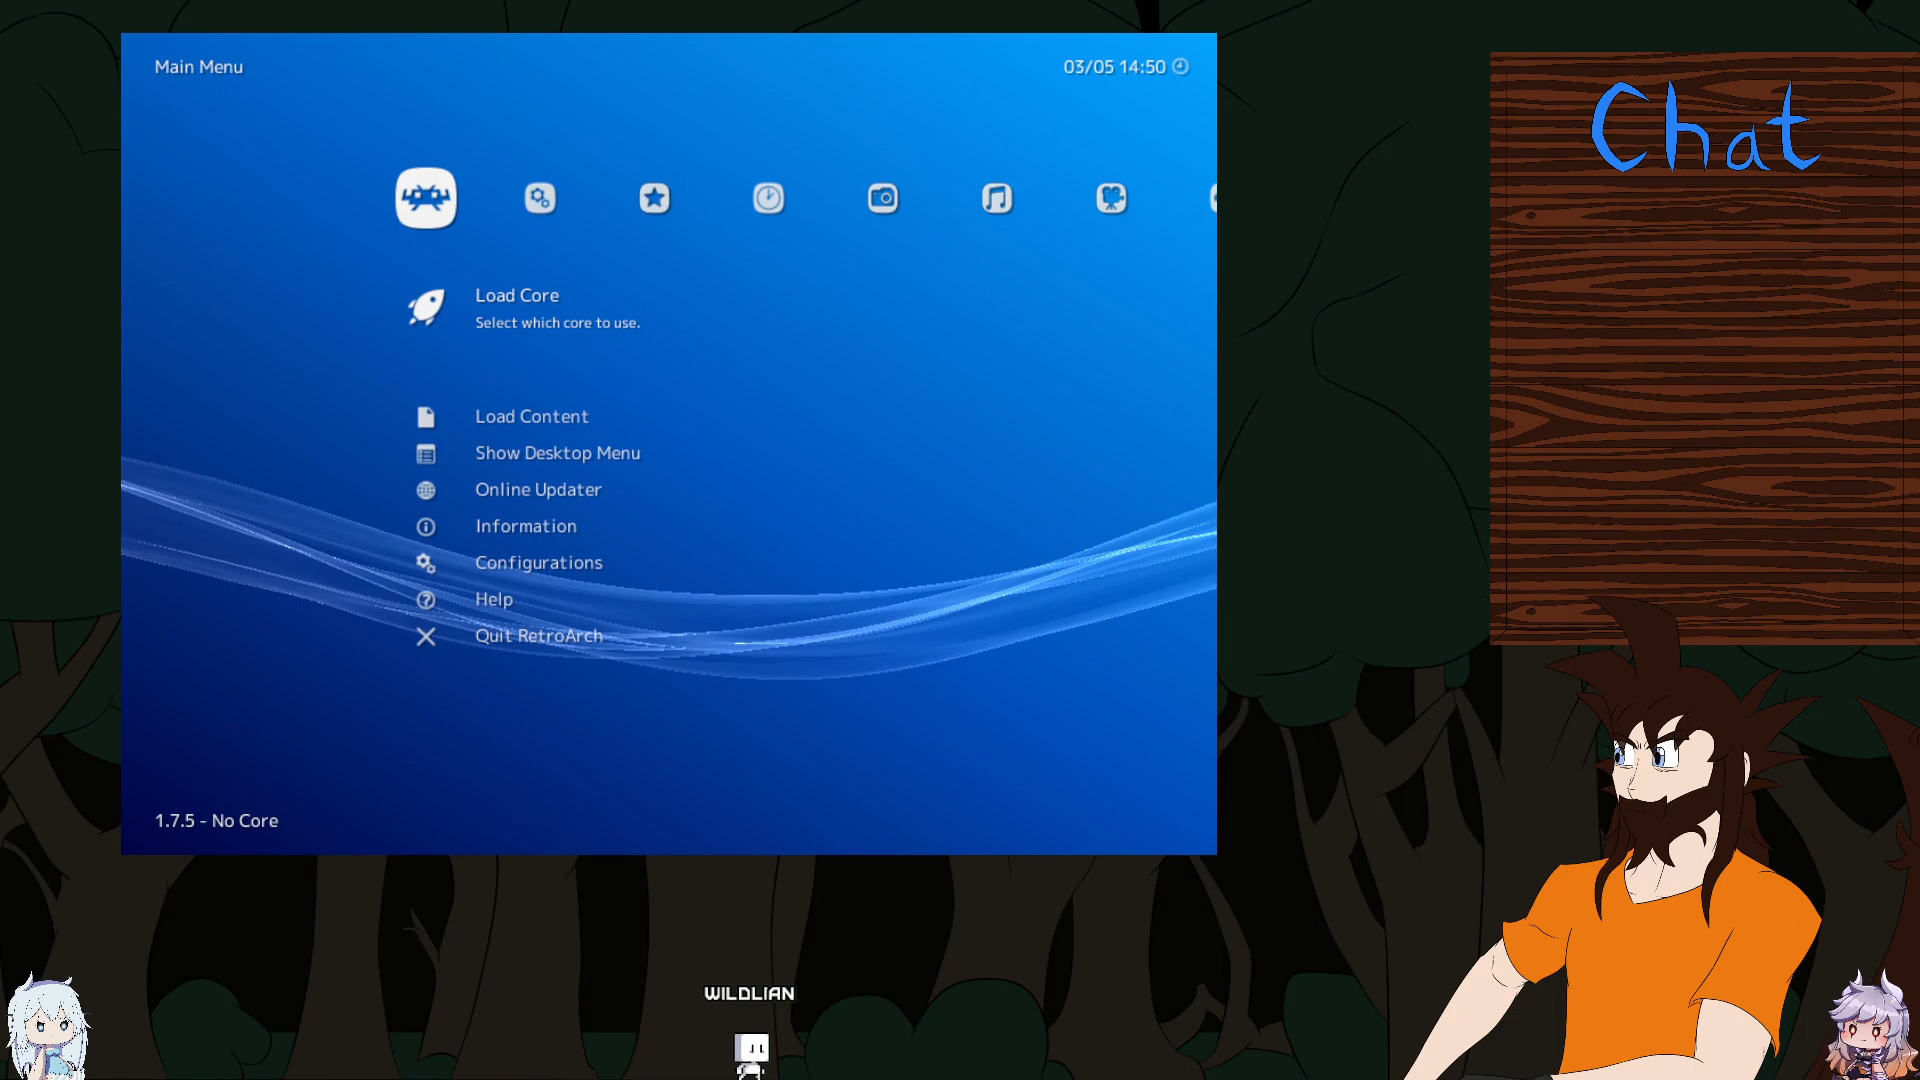 Main Menu
03/05 14:50
Load Core
Select which core to use.
Load Content
Show Desktop Menu
Online Updater
Information
Configurations
Help
Quit RetroArch
1.7.5 - No Core
Chat
WILDLIAN